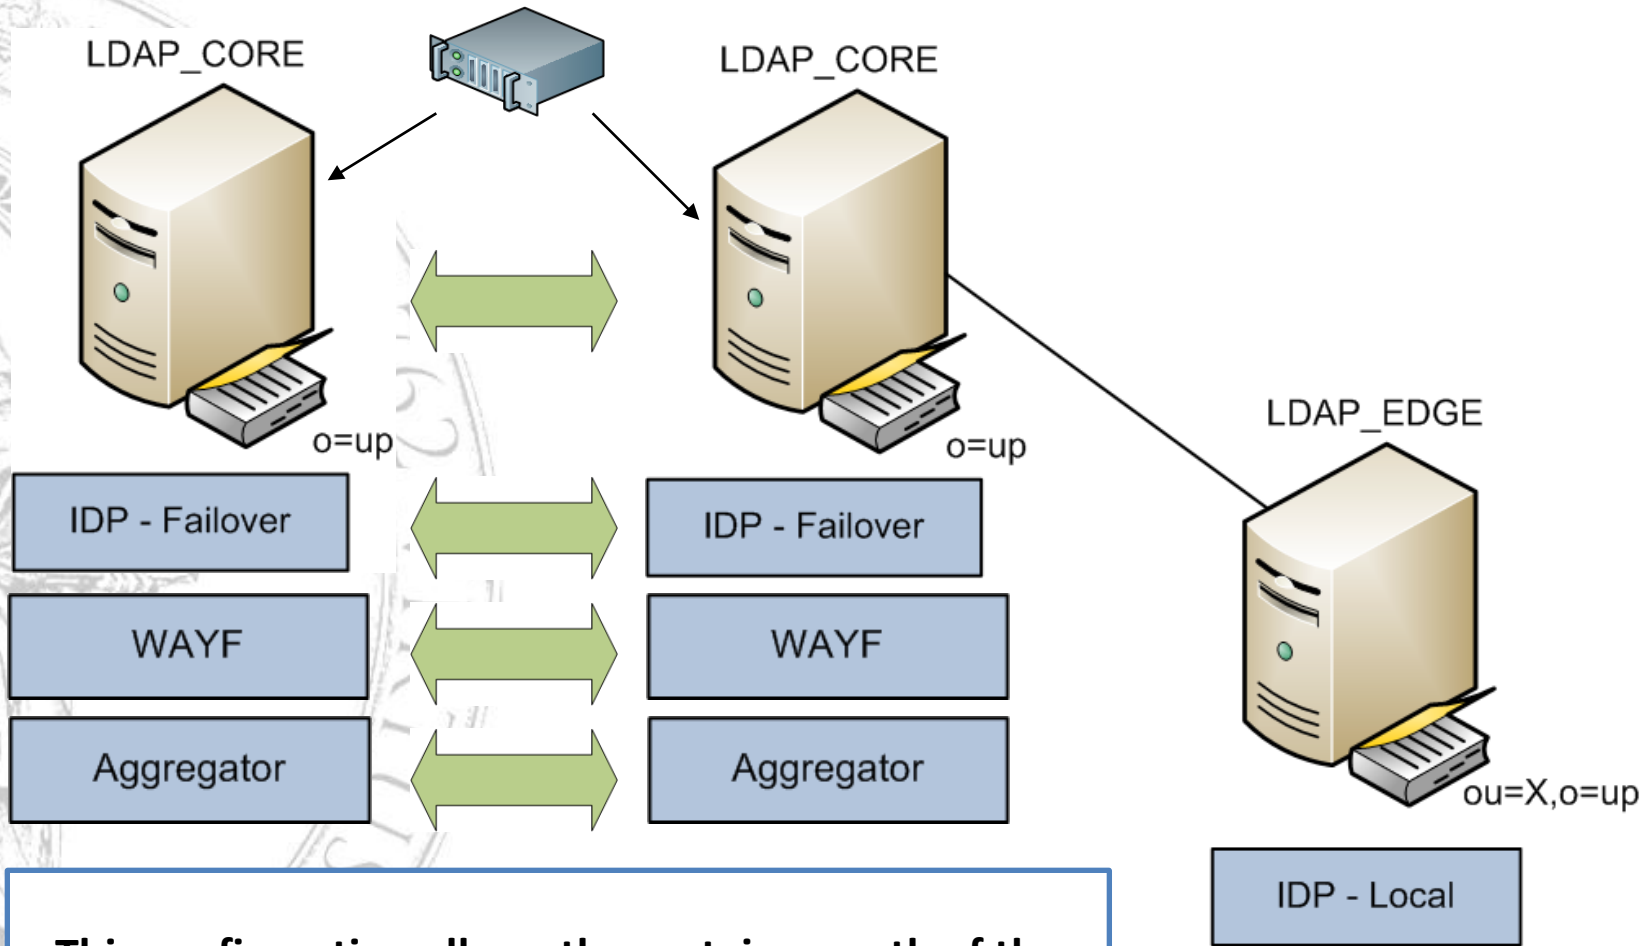 LDAP_CORE
LDAP_CORE
o=up
o=up
LDAP_EDGE
IDP - Failover
IDP - Failover
WAYF
WAYF
Aggregator
Aggregator
ou=X,o=up
IDP - Local